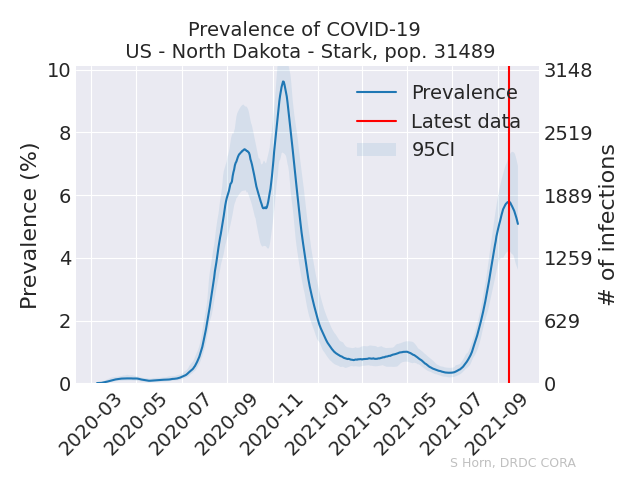 Prevalence of COVID-19
US - North Dakota - Stark, pop. 31489
Prevalence (%)
10
8
6
4
2
0
3148
2519
1889
1259
629
0
# of infections
Prevalence
Latest data
95CI
2020-03
2020-05
2020-07
2020-09
2020-11
2021-01
2021-03
2021-05
2021-07
2021-09
S Horn, DRDC CORA